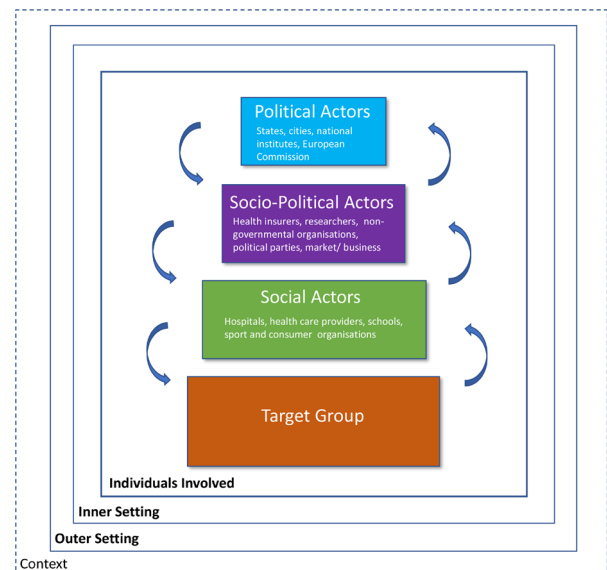 Political Actors
States, cities, national
institutes, European
Commission
Socio-Political Actors
Health insurers, researchers, non-
governmental organisations,
political parties, market/ business
Social Actors
Hospitals, health care providers, schools,
sport and consumer organisations
Target Group
Individuals Involved
Inner Setting
Outer Setting
Context